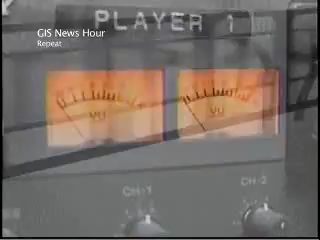 PLAYER 1
GIS News Hour
Repeat
VU
VU
CH-1
CH-2